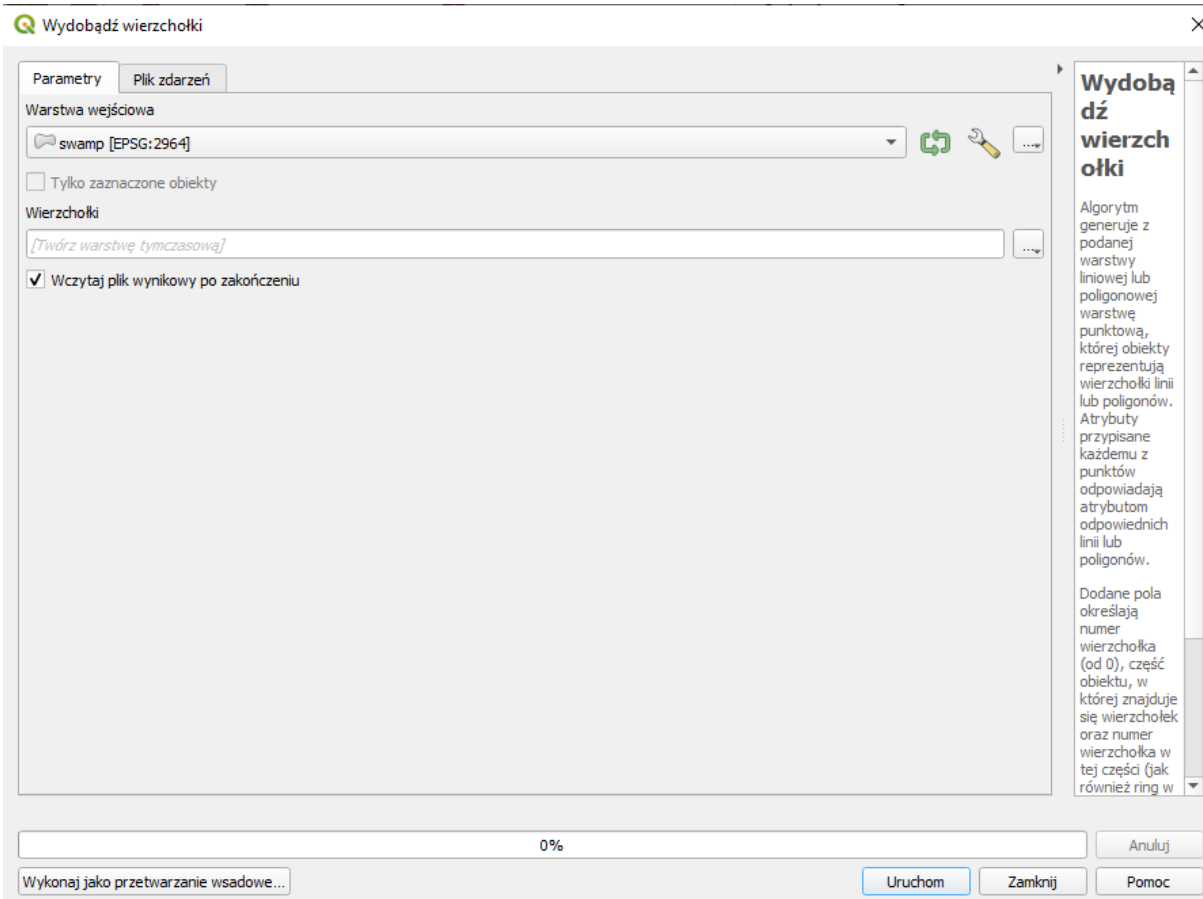 Wydobądź wierzchołki
Parametry
Plik zdarzeń
Warstwa wejściowa
swamp [EPSG:2964]
...
Tylko zaznaczone obiekty
Wierzchołki
[Twórz warstwę tymczasową]
...
Wczytaj plik wynikowy po zakończeniu
Wydobą
dź
wierzch
ołki
Algorytm
generuje z
podanej
warstwy
liniowej lub
poligonowej
warstwę
punktową,
której obiekty
reprezentują
wierzchołki linii
lub poligonów.
Atrybuty
przypisane
każdemu z
punktów
odpowiadają
atrybutom
odpowiednich
linii lub
poligonów.
Dodane pola
określają
numer
wierzchołka
(od 0), część
obiektu, w
której znajduje
się wierzchołek
oraz numer
wierzchołka w
tej części (jak
również ring w
0%
Anuluj
Wykonaj jako przetwarzanie wsadowe...
Uruchom
Zamknij
Pomoc